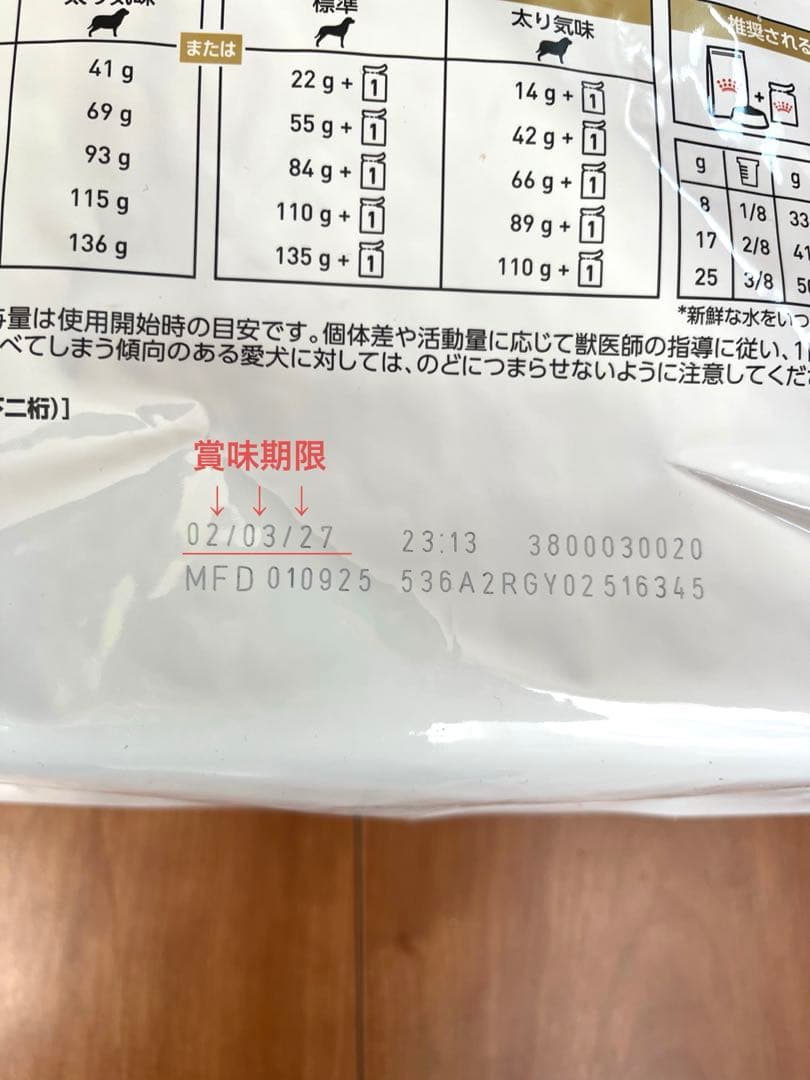 標準
太り気味
推奨される
または
41 g
22 g + 1
14 g + 1
69 g
55 g + 1
42 g + 1
93 g
84 g + 1
66 g + 1
115 g
110 g + 1
89 g + 1
136 g
135 g + 1
110 g + 1
+
g g
8 1/8 33
17 2/8 41
25 3/8
*新鮮な水をいつ
量は使用開始時の目安です。個体差や活動量に応じて獣医師の指導に従い、1
べてしまう傾向のある愛犬に対しては、のどにつまらせないように注意してくだ
二桁)]
賞味期限
↓ ↓ ↓
02/03/27 23:13 3800030020
MFD 010925 536A2RGY02 516345